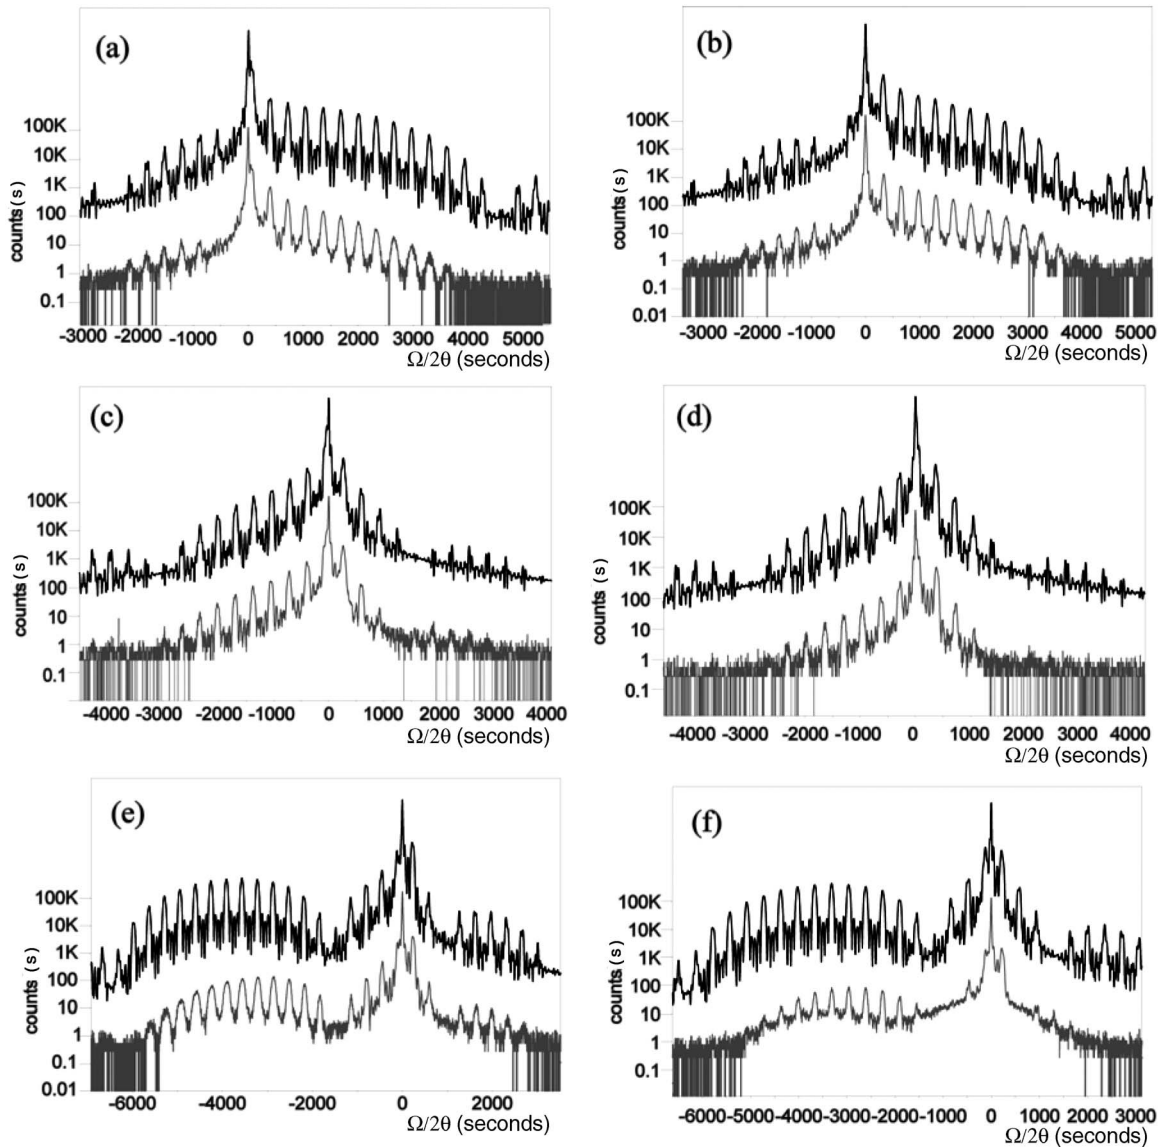 (a)
counts (s)
100K
10K
1K
100
10
1
0.1
-3000 -2000 -1000 0 1000 2000 3000 4000 5000
Ω/2θ (seconds)
(b)
counts (s)
100K
10K
1K
100
10
1
0.1
0.01
-3000 -2000 -1000 0 1000 2000 3000 4000 5000
Ω/2θ (seconds)
(c)
counts (s)
100K
10K
1K
100
10
1
0.1
-4000 -3000 -2000 -1000 0 1000 2000 3000 4000
Ω/2θ (seconds)
(d)
counts (s)
100K
10K
1K
100
10
1
0.1
-4000 -3000 -2000 -1000 0 1000 2000 3000 4000
Ω/2θ (seconds)
(e)
counts (s)
100K
10K
1K
100
10
1
0.1
0.01
-6000 -4000 -2000 0 2000
Ω/2θ (seconds)
(f)
counts (s)
100K
10K
1K
100
10
1
0.1
-6000 -5000 -4000 -3000 -2000 -1000 0 1000 2000 3000
Ω/2θ (seconds)